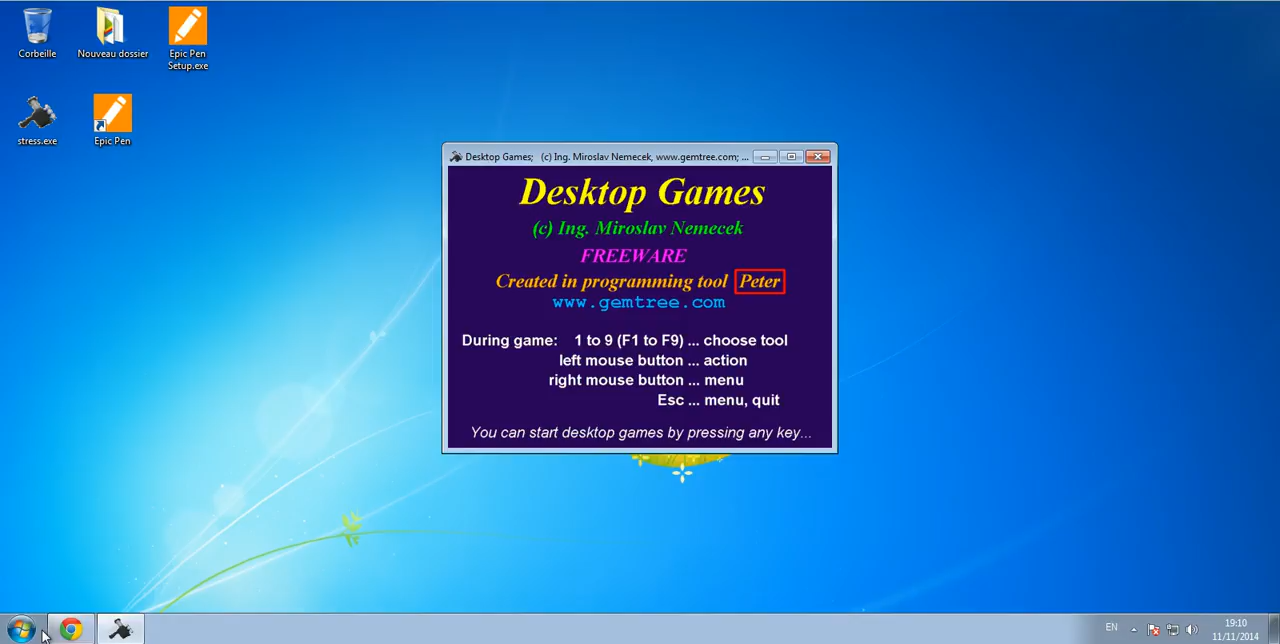 Corbeille
Nouveau dossier
Epic Pen
Setup.exe
stress.exe
Epic Pen
Desktop Games; (c) Ing. Miroslav Nemecek, www.gemtree.com; ...
Desktop Games
(c) Ing. Miroslav Nemecek
FREEWARE
Created in programming tool Peter
www.gemtree.com
During game: 1 to 9 (F1 to F9) ... choose tool
left mouse button ... action
right mouse button ... menu
Esc ... menu, quit
You can start desktop games by pressing any key...
EN
19:10
11/11/2014